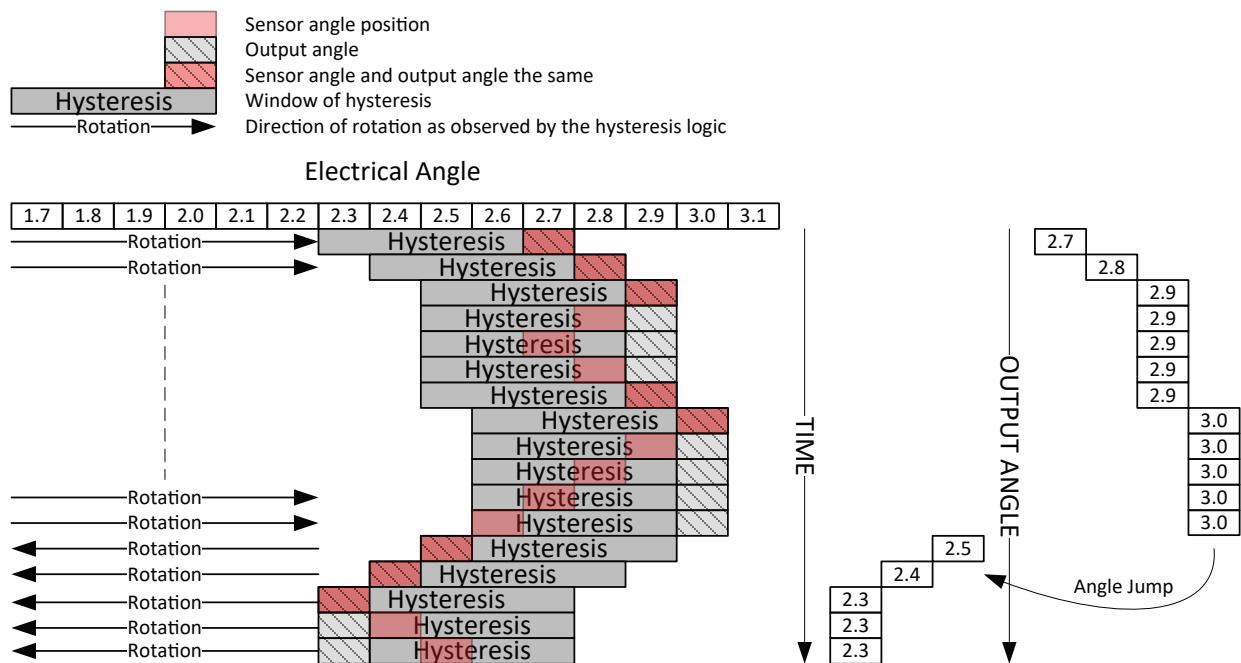 Sensor angle position
Output angle
Sensor angle and output angle the same
Hysteresis Window of hysteresis
Rotation Direction of rotation as observed by the hysteresis logic
Electrical Angle
1.7 1.8 1.9 2.0 2.1 2.2 2.3 2.4 2.5 2.6 2.7 2.8 2.9 3.0 3.1
Rotation Hysteresis 2.7
Rotation Hysteresis 2.8
Hysteresis 2.9
Hysteresis 2.9
Hysteresis 2.9
Hysteresis 2.9
Hysteresis 2.9
Hysteresis 3.0
Hysteresis 3.0
Hysteresis 3.0
Rotation Hysteresis 3.0
Rotation Hysteresis 3.0
Rotation Hysteresis 2.5
Rotation Hysteresis 2.4
Rotation Hysteresis 2.3
Rotation Hysteresis 2.3
Rotation Hysteresis 2.3
TIME
OUTPUT ANGLE
Angle Jump